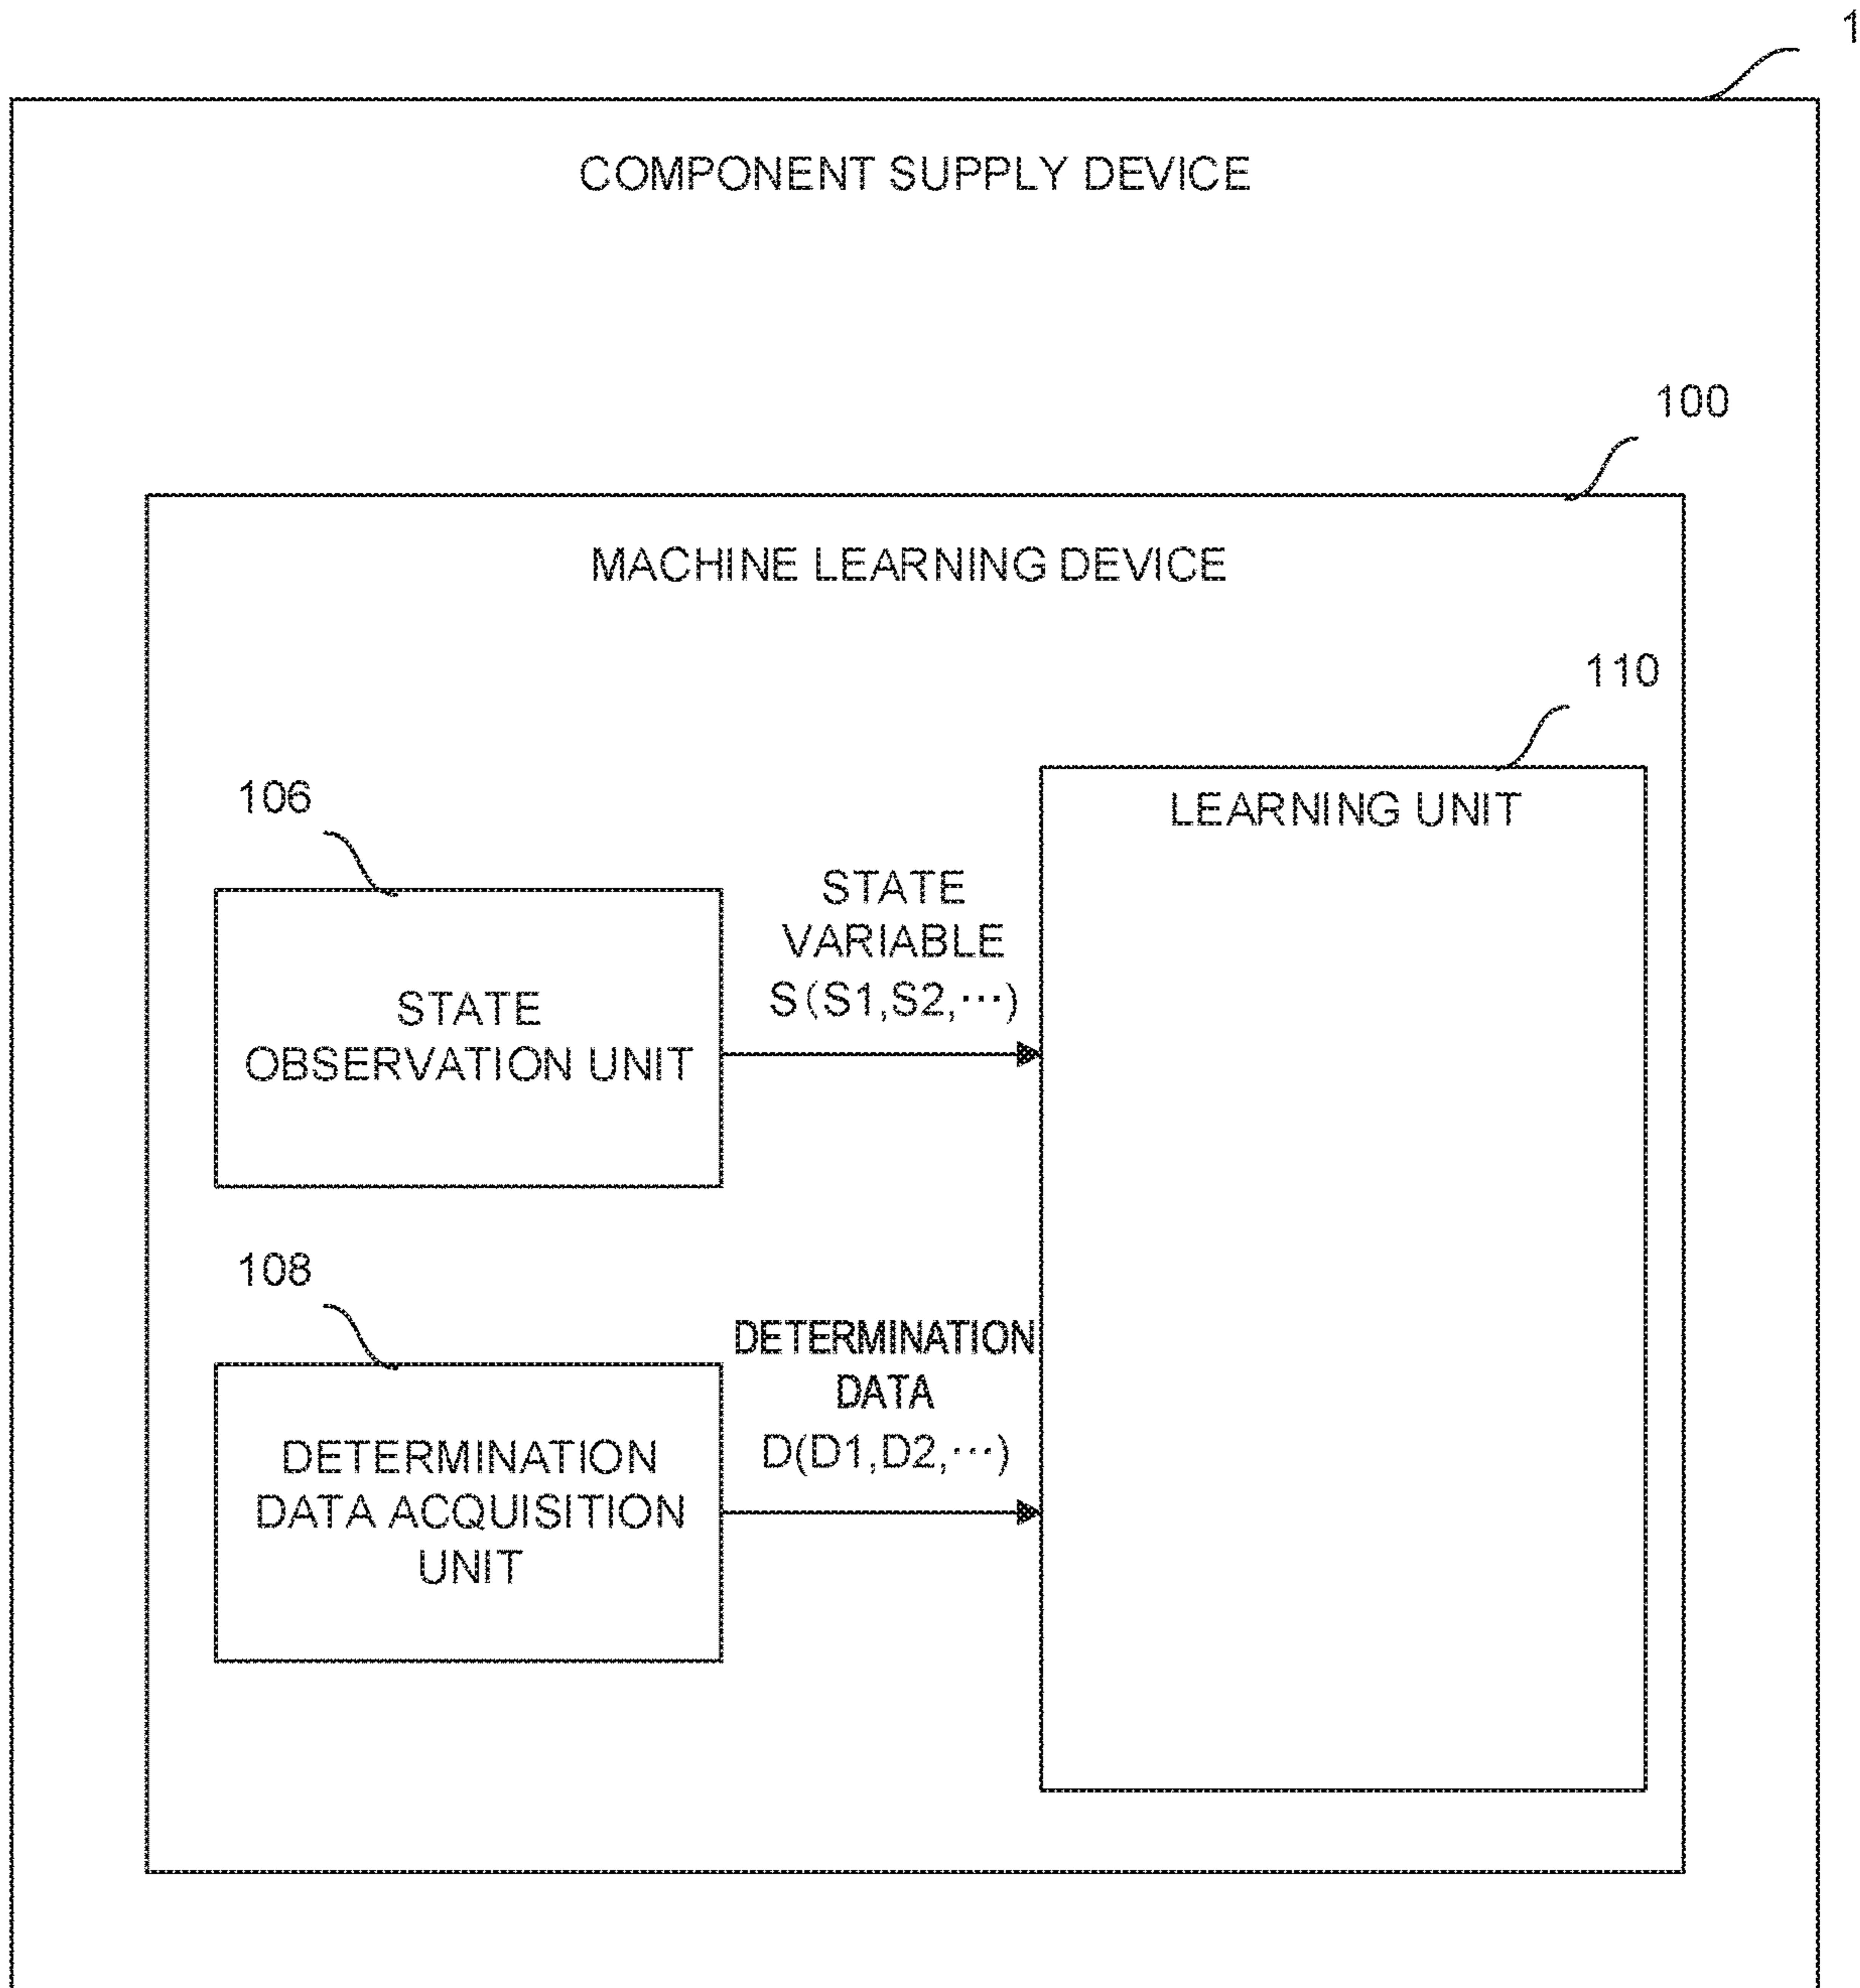 1
COMPONENT SUPPLY DEVICE
100
MACHINE LEARNING DEVICE
110
LEARNING UNIT
106
STATE
VARIABLE
S(S1,S2,⋯)
STATE
OBSERVATION UNIT
108
DETERMINATION
DATA
D(D1,D2,⋯)
DETERMINATION
DATA ACQUISITION
UNIT